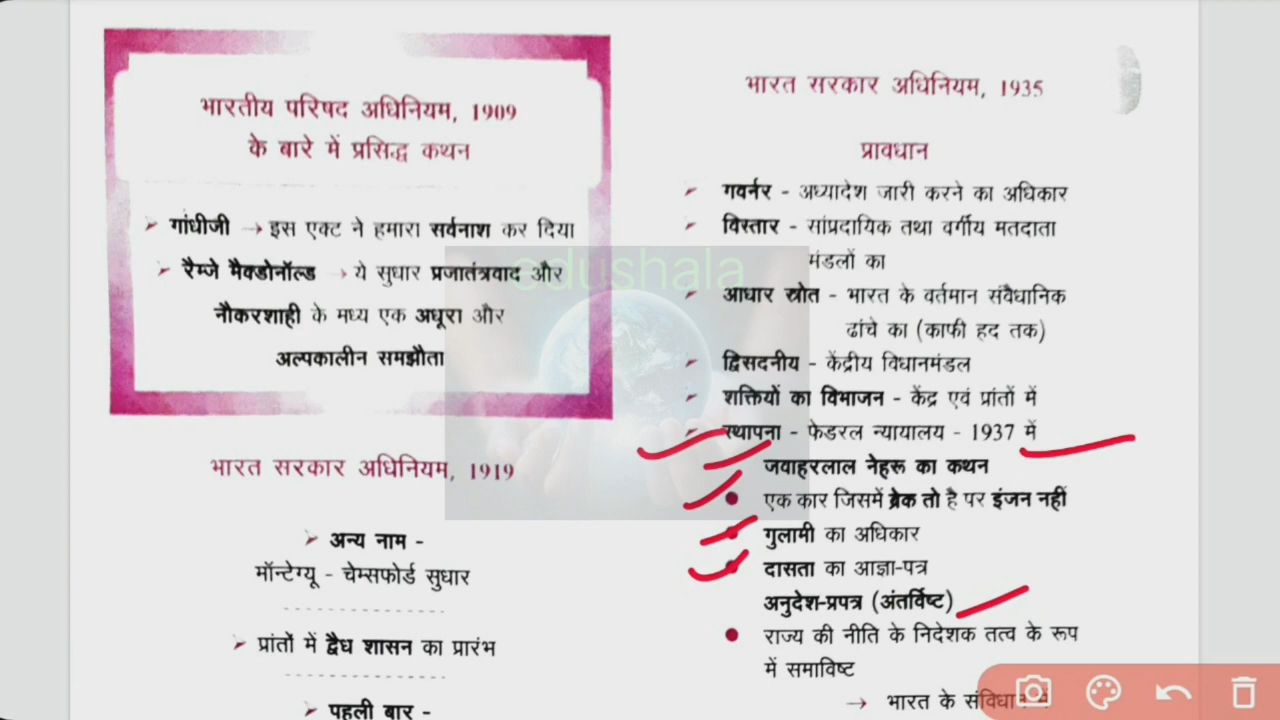 भारतीय परिषद अधिनियम, 1909
के बारे में प्रसिद्ध कथन
गांधीजी → इस एक्ट ने हमारा सर्वनाश कर दिया
रैम्जे मैक्डोनॉल्ड → ये सुधार प्रजातंत्रवाद और
नौकरशाही के मध्य एक अधूरा और
अल्पकालीन समझौता
भारत सरकार अधिनियम, 1919
अन्य नाम -
मॉन्टेग्यू - चेम्सफोर्ड सुधार
प्रांतों में द्वैध शासन का प्रारंभ
पहली बार -
edushala
भारत सरकार अधिनियम, 1935
प्रावधान
गवर्नर - अध्यादेश जारी करने का अधिकार
विस्तार - सांप्रदायिक तथा वर्गीय मतदाता
मंडलों का
आधार स्रोत - भारत के वर्तमान संवैधानिक
ढांचे का (काफी हद तक)
द्विसदनीय - केंद्रीय विधानमंडल
शक्तियों का विभाजन - केंद्र एवं प्रांतों में
स्थापना - फेडरल न्यायालय - 1937 में
जवाहरलाल नेहरू का कथन
एक कार जिसमें ब्रेक तो है पर इंजन नहीं
गुलामी का अधिकार
दासता का आज्ञा-पत्र
अनुदेश-प्रपत्र (अंतर्विष्ट)
राज्य की नीति के निदेशक तत्व के रूप
में समाविष्ट
→ भारत के संविधान में